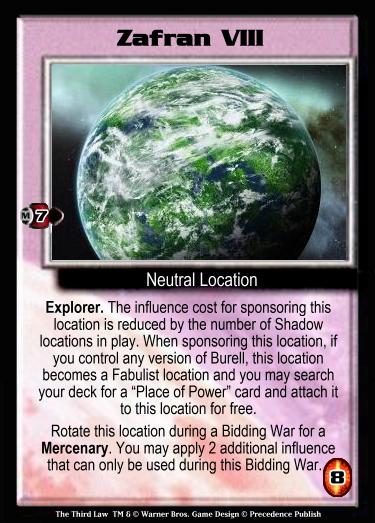 Zafran VIII
M 7
Neutral Location
Explorer. The influence cost for sponsoring this
location is reduced by the number of Shadow
locations in play. When sponsoring this location, if
you control any version of Burell, this location
becomes a Fabulist location and you may search
your deck for a “Place of Power” card and attach it
to this location for free.
Rotate this location during a Bidding War for a
Mercenary. You may apply 2 additional influence
that can only be used during this Bidding War.
8
The Third Law TM & © Warner Bros. Game Design © Precedence Publish